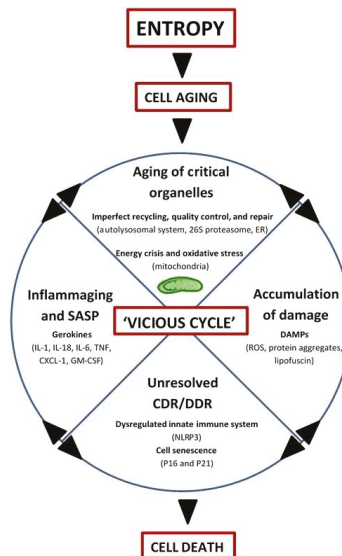 ENTROPY
CELL AGING
Aging of critical
organelles
Imperfect recycling, quality control, and repair
(autolysosomal system, 26S proteasome, ER)
Energy crisis and oxidative stress
(mitochondria)
Inflammaging
and SASP
Gerokines
(IL-1, IL-18, IL-6, TNF,
CXCL-1, GM-CSF)
'VICIOUS CYCLE'
Accumulation
of damage
DAMPs
(ROS, protein aggregates,
lipofuscin)
Unresolved
CDR/DDR
Dysregulated innate immune system
(NLRP3)
Cell senescence
(P16 and P21)
CELL DEATH